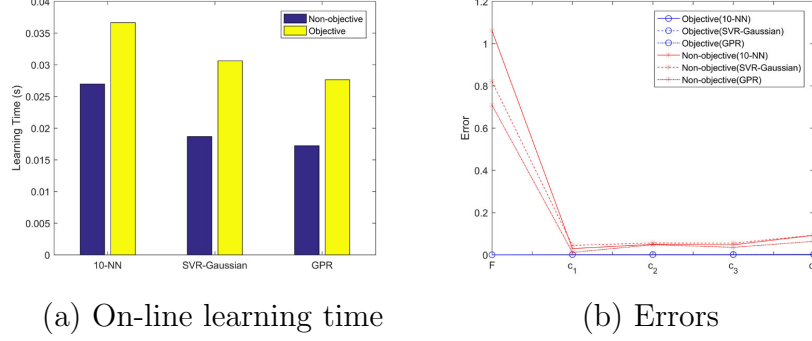 0.04
0.035
0.03
0.025
0.02
0.015
0.01
0.005
0
Learning Time (s)
Non-objective
Objective
10-NN
SVR-Gaussian
GPR
(a) On-line learning time
1.2
1
0.8
0.6
0.4
0.2
0
Error
Objective(10-NN)
Objective(SVR-Gaussian)
Objective(GPR)
Non-objective(10-NN)
Non-objective(SVR-Gaussian)
Non-objective(GPR)
F
c1
c2
c3
(b) Errors